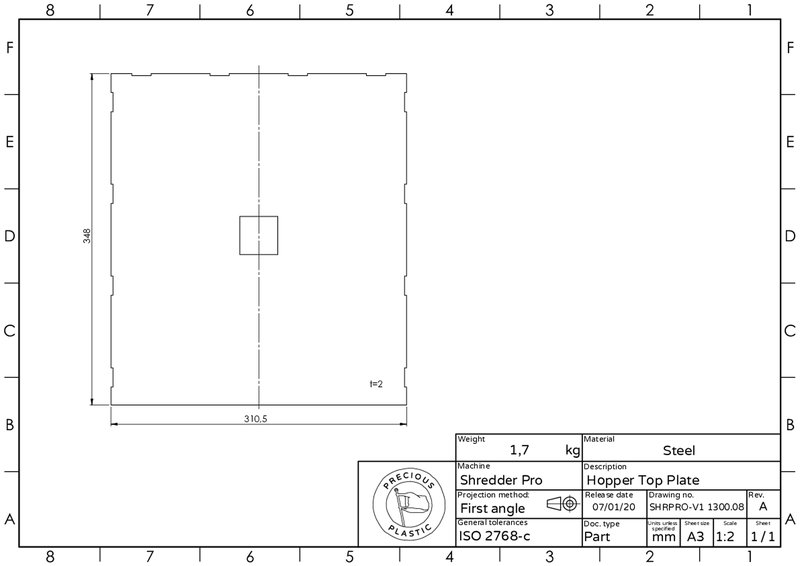 8 7 6 5 4 3 2 1
F F
E E
D D
C C
B B
A A
348
t=2
310,5
Weight
1,7 kg
Material
Steel
Machine
Shredder Pro
Description
Hopper Top Plate
Projection method:
First angle
Release date
07/01/20
Drawing no.
SHRPRO-V1 1300.08
Rev.
A
General tolerances
ISO 2768-c
Doc. type
Part
Units unless
specified
mm
Sheet size
A3
Scale
1:2
Sheet
1 / 1
PRECIOUS
PLASTIC
8 7 6 5 4 3 2 1